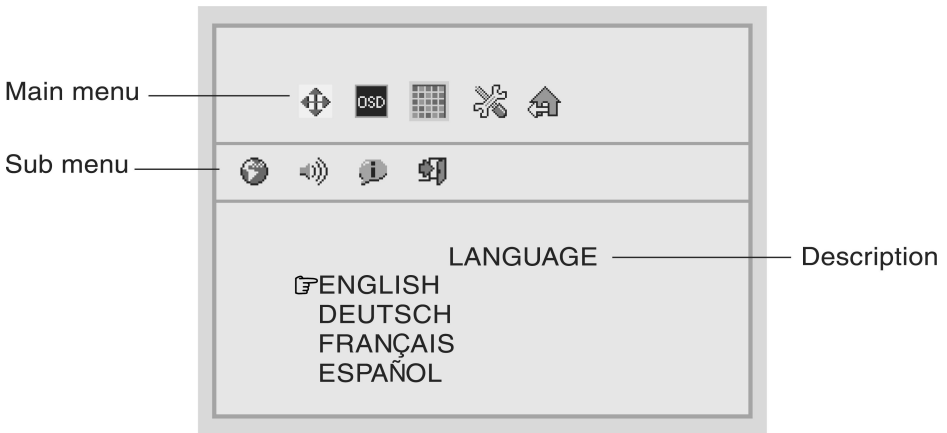 Main menu
OSD
Sub menu
LANGUAGE
Description
ENGLISH
DEUTSCH
FRANÇAIS
ESPAÑOL